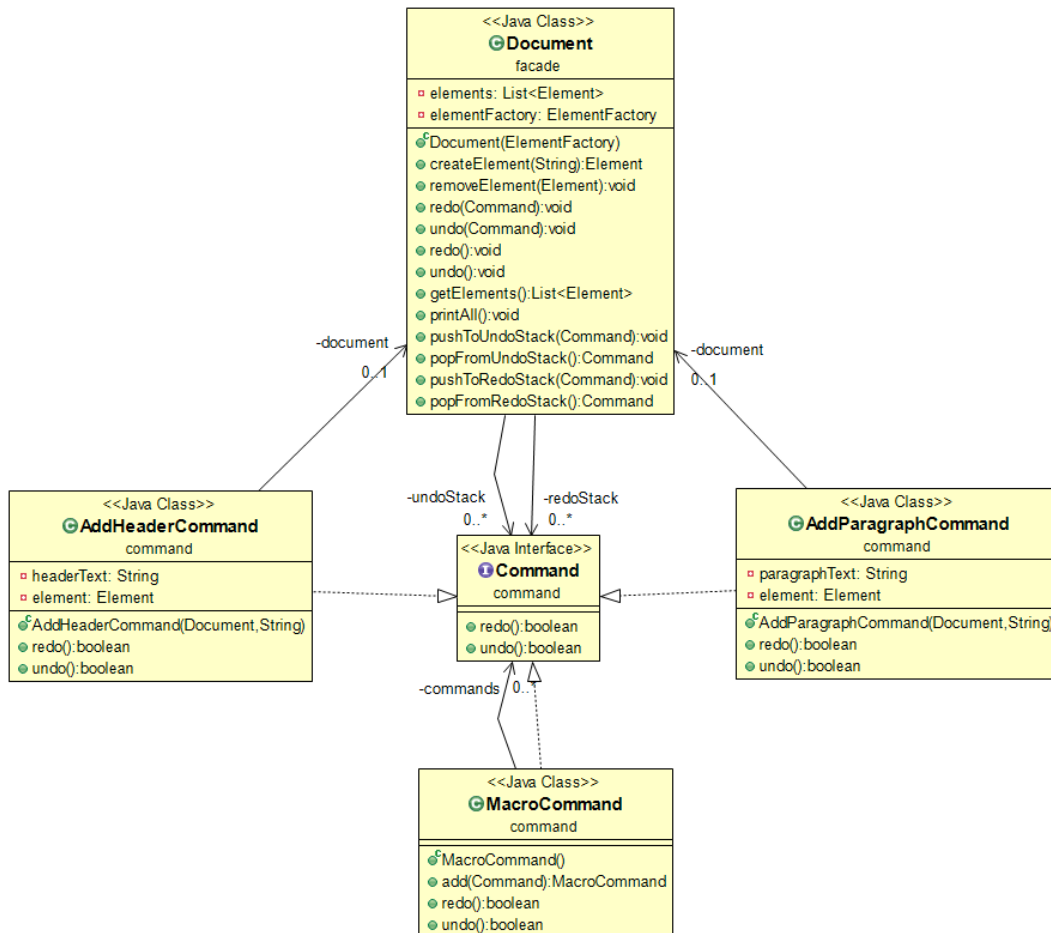 <<Java Class>>
Document
facade
elements: List<Element>
elementFactory: ElementFactory
Document(ElementFactory)
createElement(String):Element
removeElement(Element):void
redo(Command):void
undo(Command):void
redo():void
undo():void
getElements():List<Element>
printAll():void
pushToUndoStack(Command):void
popFromUndoStack():Command
pushToRedoStack(Command):void
popFromRedoStack():Command
-document
0..1
-document
0..1
-undoStack
0..*
-redoStack
0..*
<<Java Class>>
AddHeaderCommand
command
headerText: String
element: Element
AddHeaderCommand(Document,String)
redo():boolean
undo():boolean
<<Java Interface>>
Command
command
redo():boolean
undo():boolean
<<Java Class>>
AddParagraphCommand
command
paragraphText: String
element: Element
AddParagraphCommand(Document,String)
redo():boolean
undo():boolean
-commands
0..*
<<Java Class>>
MacroCommand
command
MacroCommand()
add(Command):MacroCommand
redo():boolean
undo():boolean